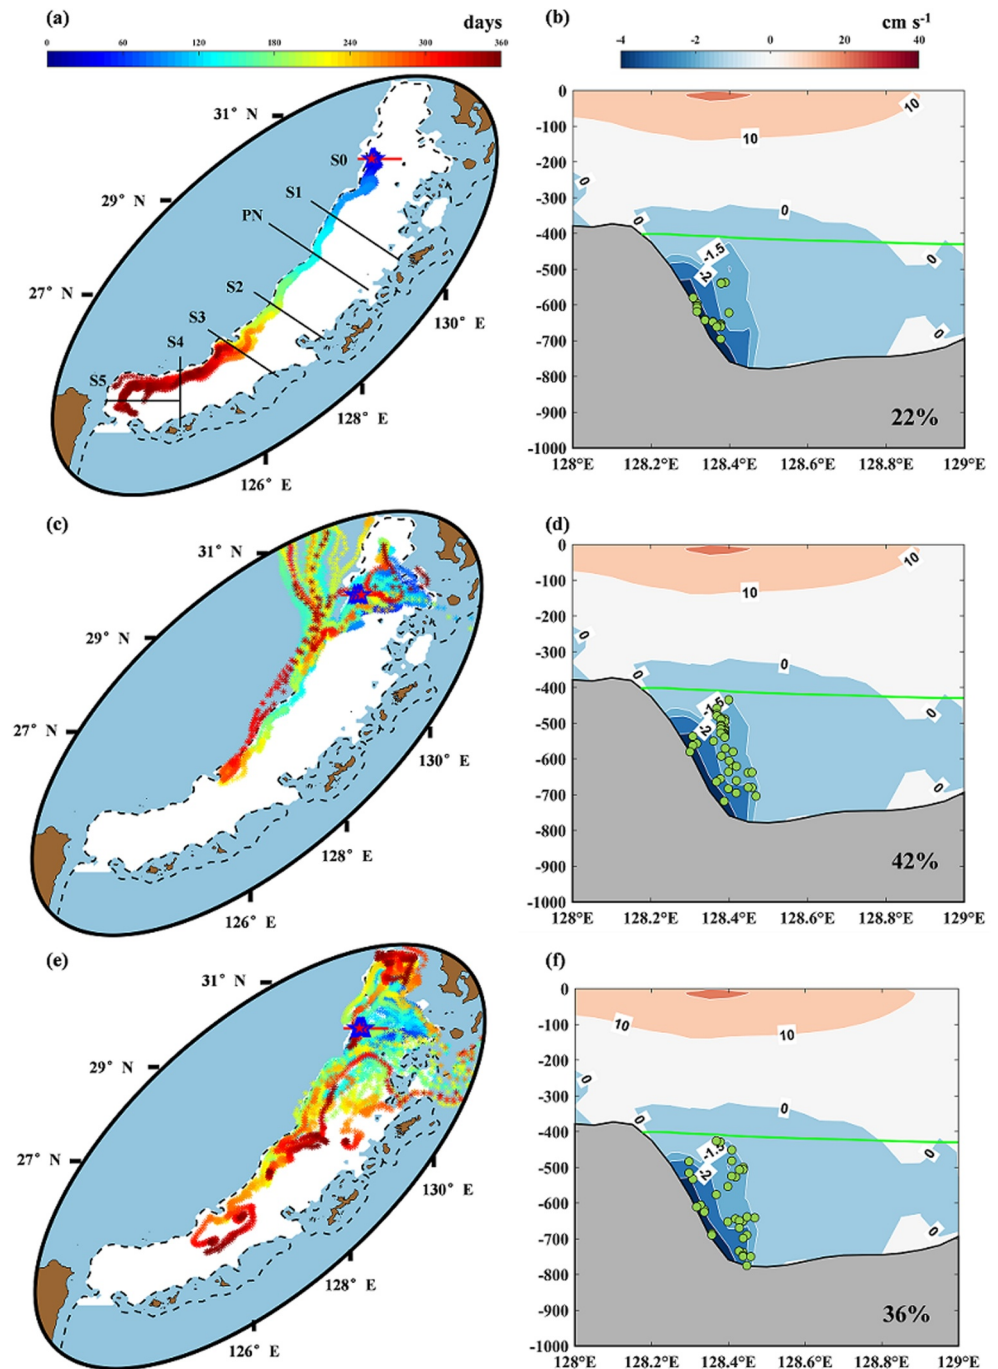 (a)
days
0 60 120 180 240 300 360
31° N
29° N
27° N
S0
S1
PN
S2
S3
S4
S5
130° E
128° E
126° E
(b)
cm s⁻¹
-4 -2 0 20 40
0
-100
-200
-300
-400
-500
-600
-700
-800
-900
-1000
10
10
0
0
0
0
-1.5
-2
22%
128°E 128.2°E 128.4°E 128.6°E 128.8°E 129°E
(c)
31° N
29° N
27° N
130° E
128° E
126° E
(d)
0
-100
-200
-300
-400
-500
-600
-700
-800
-900
-1000
10
10
0
0
0
0
-1.5
-2
42%
128°E 128.2°E 128.4°E 128.6°E 128.8°E 129°E
(e)
31° N
29° N
27° N
130° E
128° E
126° E
(f)
0
-100
-200
-300
-400
-500
-600
-700
-800
-900
-1000
10
10
0
0
0
0
-1.5
-2
36%
128°E 128.2°E 128.4°E 128.6°E 128.8°E 129°E